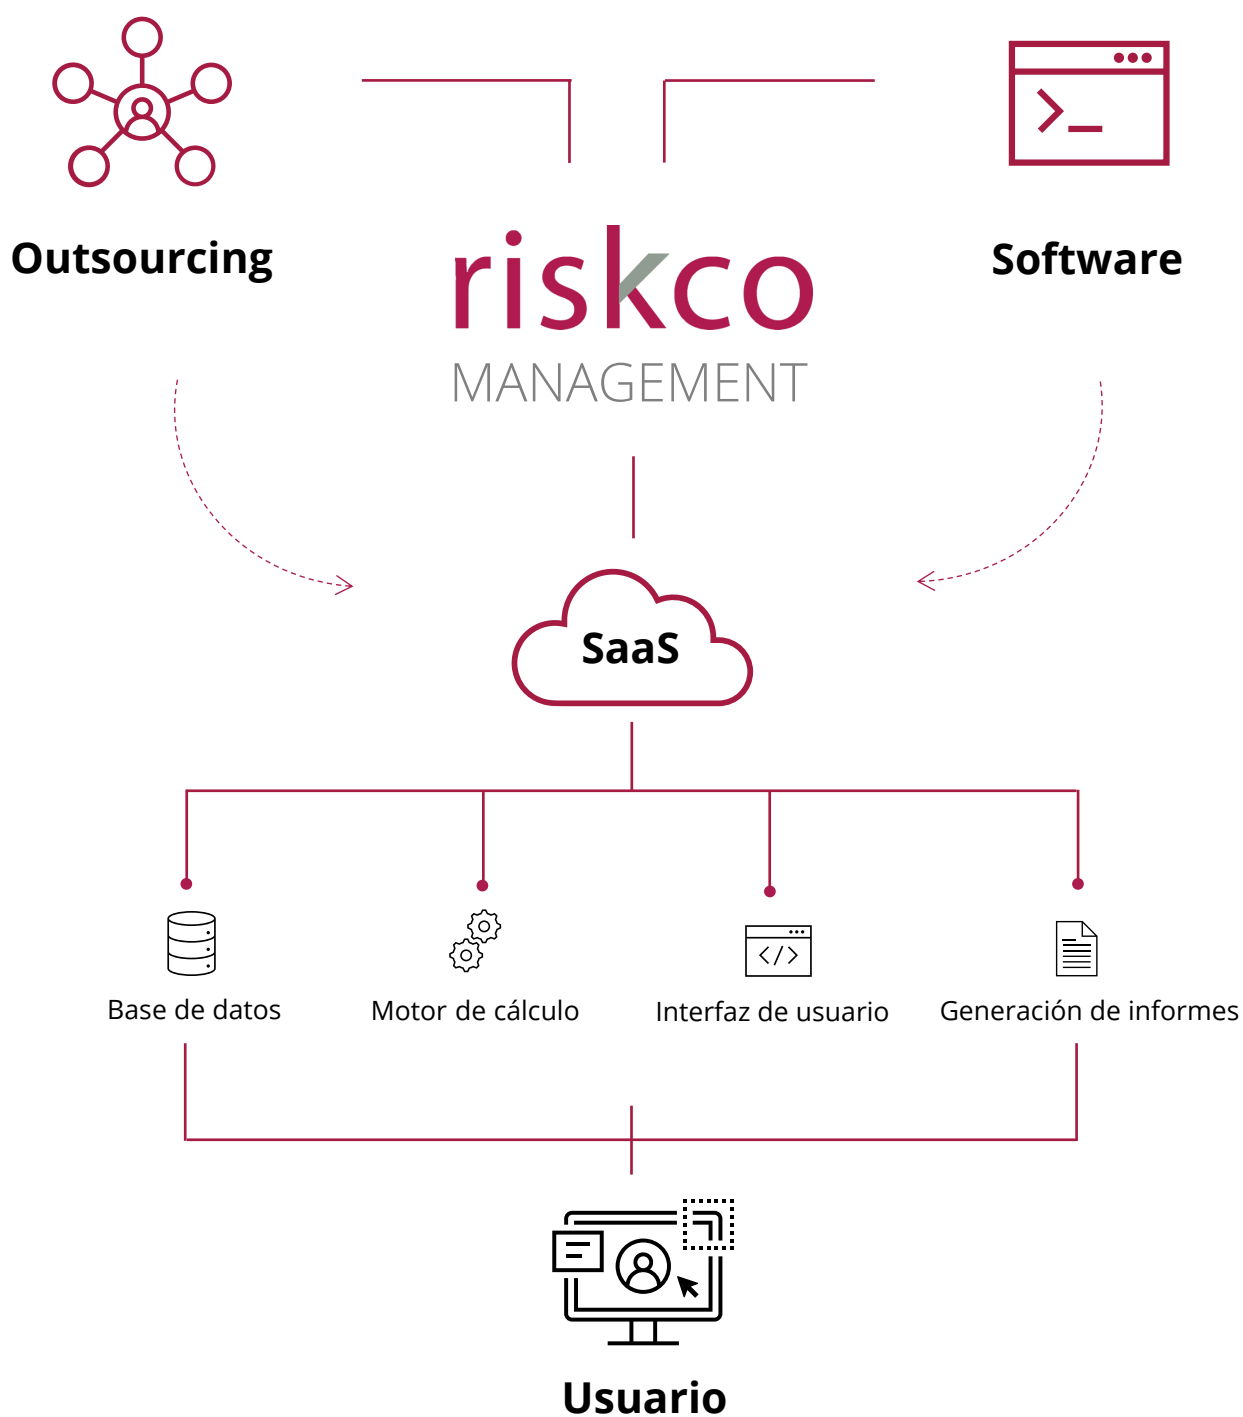 Outsourcing
Software
riskco
MANAGEMENT
SaaS
Base de datos
Motor de cálculo
Interfaz de usuario
Generación de informes
Usuario